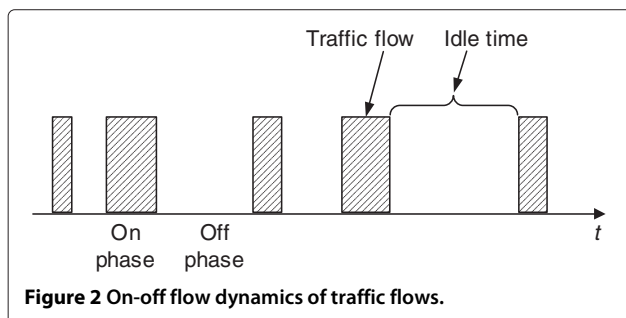 Traffic flow
Idle time
On
phase
Off
phase
t
Figure 2 On-off flow dynamics of traffic flows.